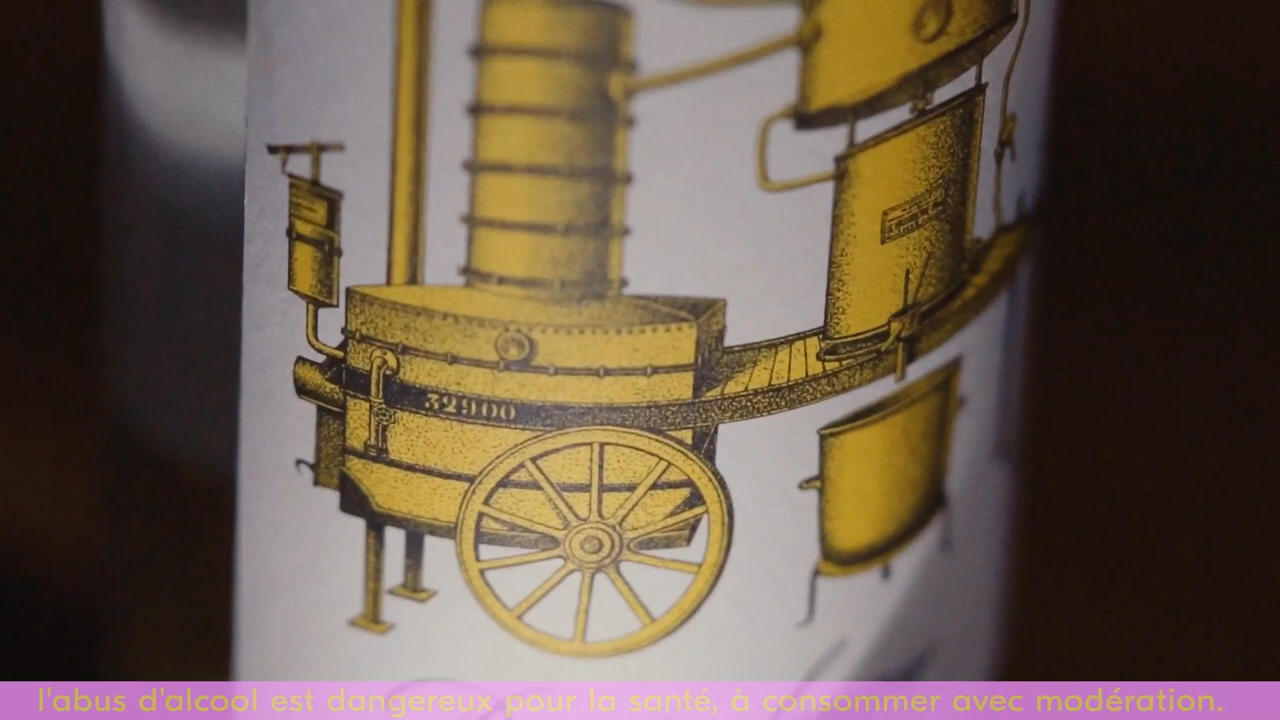 32900
l'abus d'alcool est dangereux pour la santé, à consommer avec modération.